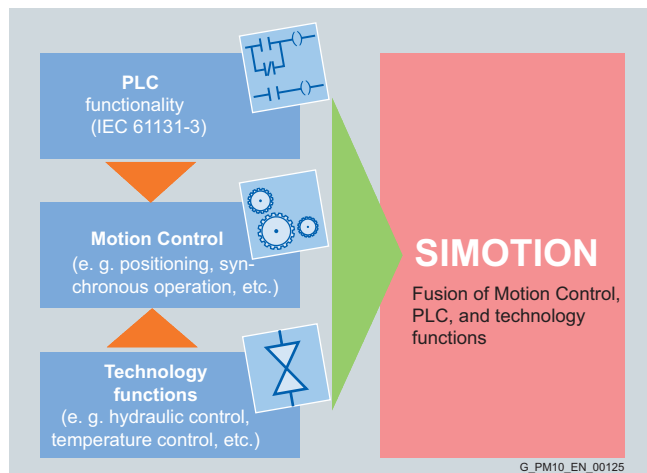 PLC
functionality
(IEC 61131-3)
Motion Control
(e. g. positioning, syn-
chronous operation, etc.)
Technology
functions
(e. g. hydraulic control,
temperature control, etc.)
SIMOTION
Fusion of Motion Control,
PLC, and technology
functions
G_PM10_EN_00125